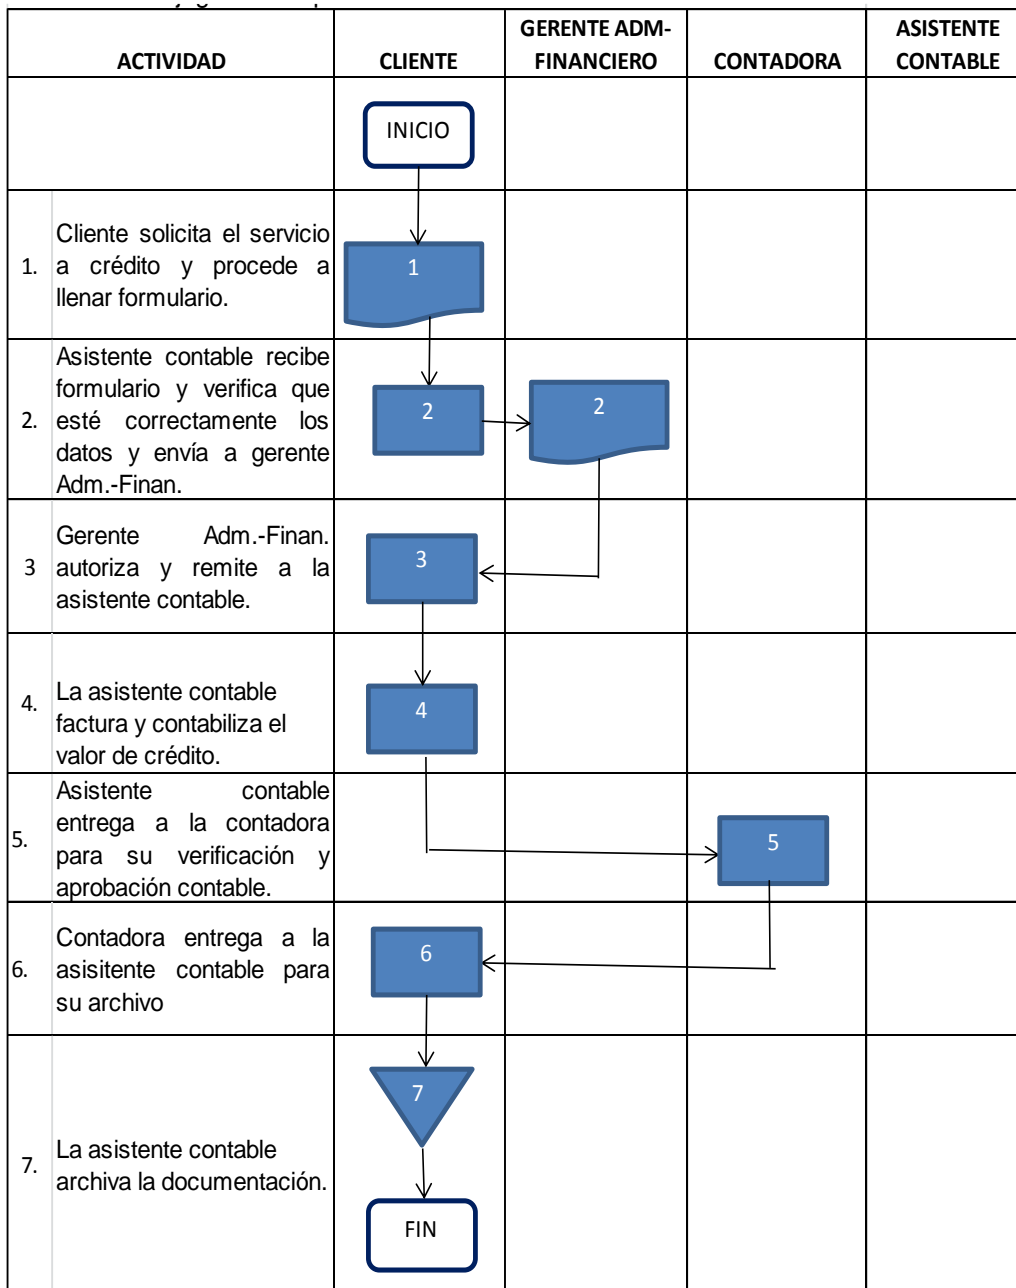 ACTIVIDAD
CLIENTE
GERENTE ADM-
FINANCIERO
CONTADORA
ASISTENTE
CONTABLE
INICIO
1.
Cliente solicita el servicio
a crédito y procede a
llenar formulario.
1
2.
Asistente contable recibe
formulario y verifica que
esté correctamente los
datos y envía a gerente
Adm.-Finan.
2
2
3
Gerente Adm.-Finan.
autoriza y remite a la
asistente contable.
3
4.
La asistente contable
factura y contabiliza el
valor de crédito.
4
5.
Asistente contable
entrega a la contadora
para su verificación y
aprobación contable.
5
6.
Contadora entrega a la
asisitente contable para
su archivo
6
7.
La asistente contable
archiva la documentación.
7
FIN